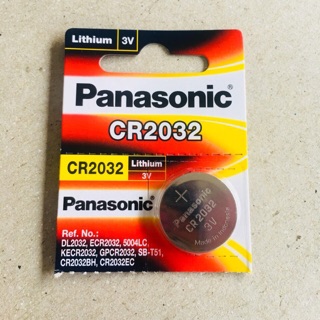 Lithium 3V
Panasonic
CR2032
CR2032 Lithium
3V
Panasonic
Ref. No.:
DL2032, ECR2032, 5004LC,
KECR2032, GPCR2032, SB-T51,
CR2032BH, CR2032EC
+
Panasonic
CR2032
3V